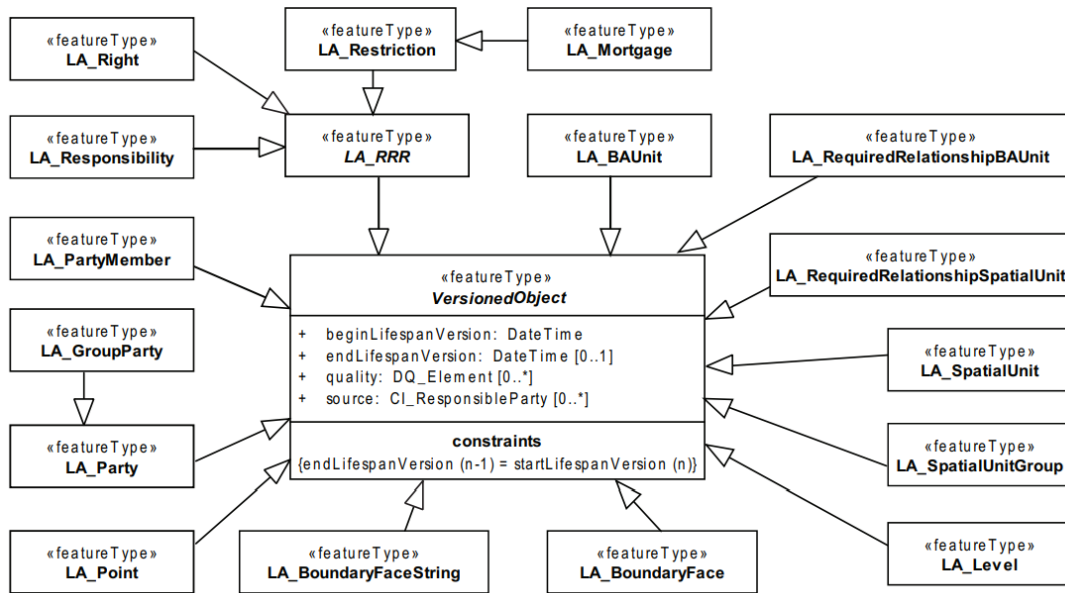 «featureType»
LA_Right
«featureType»
LA_Restriction
«featureType»
LA_Mortgage
«featureType»
LA_Responsibility
«featureType»
LA_RRR
«featureType»
LA_BAUnit
«featureType»
LA_RequiredRelationshipBAUnit
«featureType»
LA_PartyMember
«featureType»
VersionedObject
+ beginLifespanVersion: DateTime
+ endLifespanVersion: DateTime [0..1]
+ quality: DQ_Element [0..*]
+ source: CI_ResponsibleParty [0..*]
constraints
{endLifespanVersion (n-1) = startLifespanVersion (n)}
«featureType»
LA_RequiredRelationshipSpatialUnit
«featureType»
LA_GroupParty
«featureType»
LA_SpatialUnit
«featureType»
LA_Party
«featureType»
LA_SpatialUnitGroup
«featureType»
LA_Point
«featureType»
LA_BoundaryFaceString
«featureType»
LA_BoundaryFace
«featureType»
LA_Level